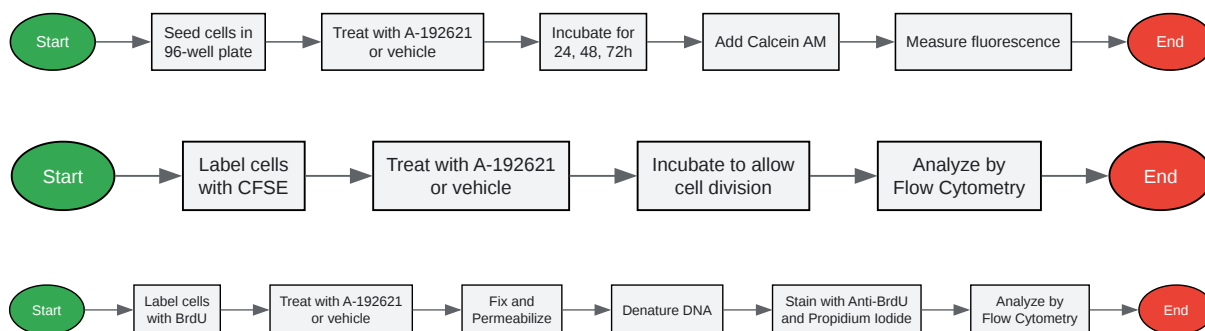 Start
Seed cells in
96-well plate
Treat with A-192621
or vehicle
Incubate for
24, 48, 72h
Add Calcein AM
Measure fluorescence
End
Start
Label cells
with CFSE
Treat with A-192621
or vehicle
Incubate to allow
cell division
Analyze by
Flow Cytometry
End
Start
Label cells
with BrdU
Treat with A-192621
or vehicle
Fix and
Permeabilize
Denature DNA
Stain with Anti-BrdU
and Propidium Iodide
Analyze by
Flow Cytometry
End